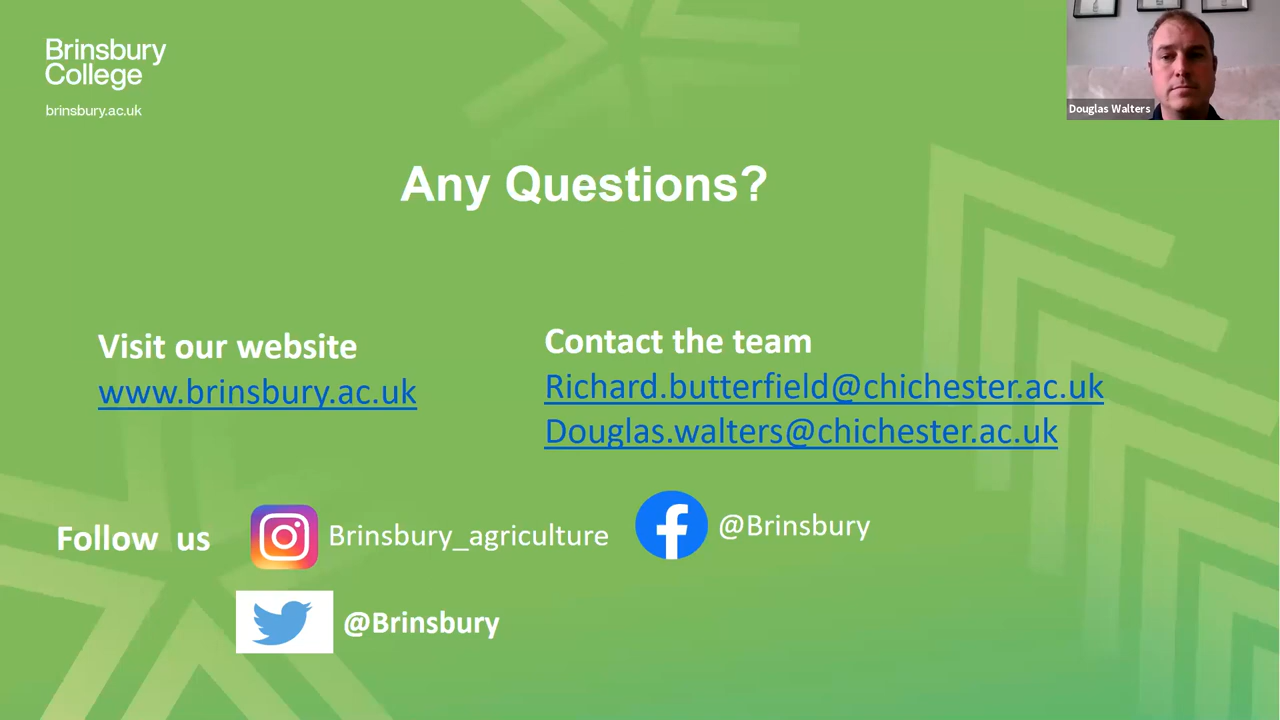 Brinsbury
College
brinsbury.ac.uk
Douglas Walters
Any Questions?
Visit our website
www.brinsbury.ac.uk
Contact the team
Richard.butterfield@chichester.ac.uk
Douglas.walters@chichester.ac.uk
Follow us
Brinsbury_agriculture
@Brinsbury
@Brinsbury